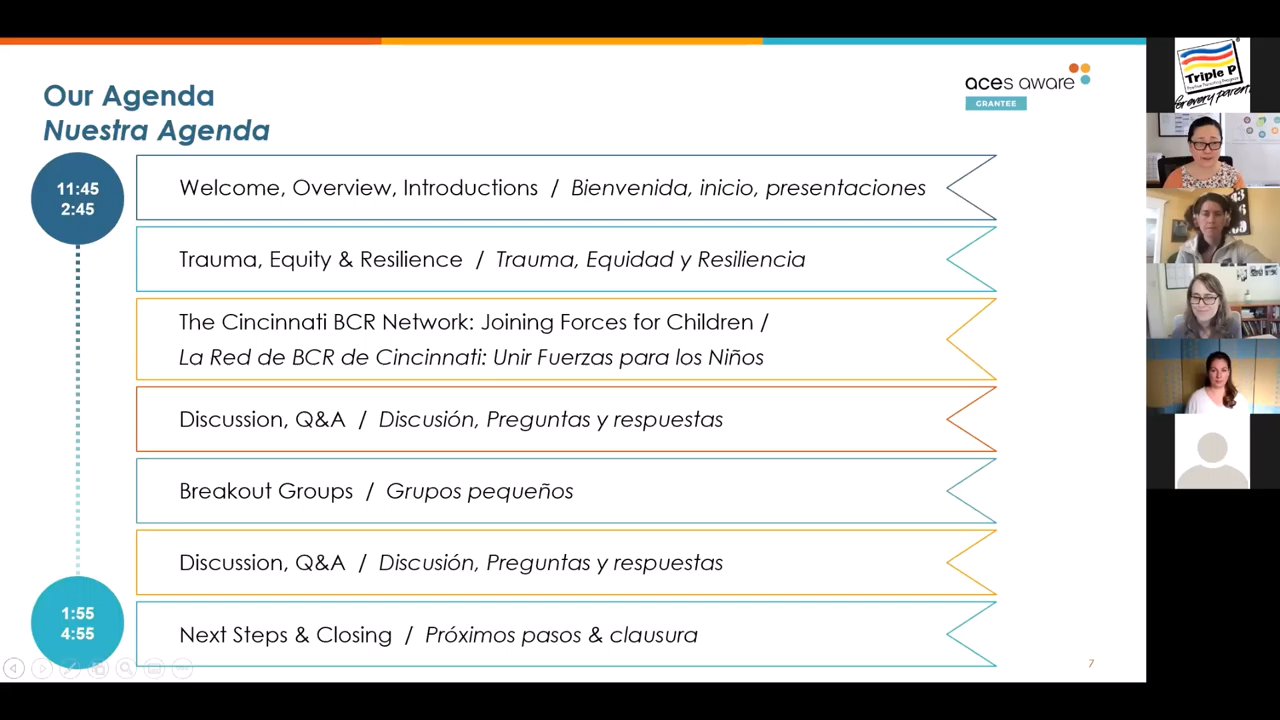 Our Agenda
Nuestra Agenda
aces aware
GRANTEE
11:45
2:45
Welcome, Overview, Introductions / Bienvenida, inicio, presentaciones
Trauma, Equity & Resilience / Trauma, Equidad y Resiliencia
The Cincinnati BCR Network: Joining Forces for Children /
La Red de BCR de Cincinnati: Unir Fuerzas para los Niños
Discussion, Q&A / Discusión, Preguntas y respuestas
Breakout Groups / Grupos pequeños
Discussion, Q&A / Discusión, Preguntas y respuestas
1:55
4:55
Next Steps & Closing / Próximos pasos & clausura
7
Triple P